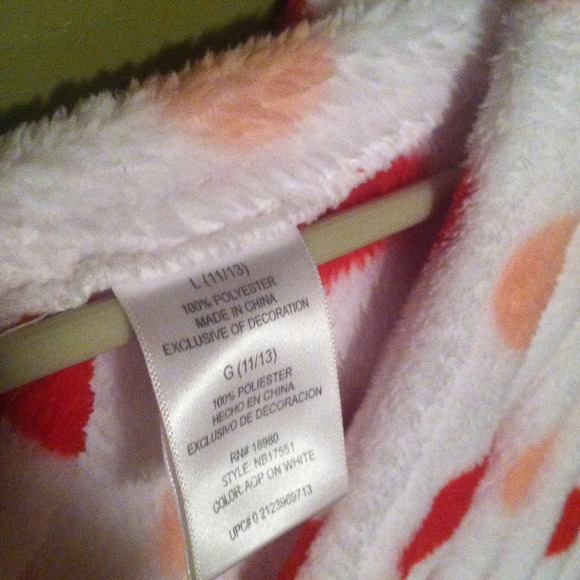 L (11/13)
100% POLYESTER
MADE IN CHINA
EXCLUSIVE OF DECORATION
G (11/13)
100% POLIESTER
HECHO EN CHINA
EXCLUSIVO DE DECORACION
RN# 16980
STYLE: NB17551
COLOR: AOP ON WHITE
UPC# 0 2123969713